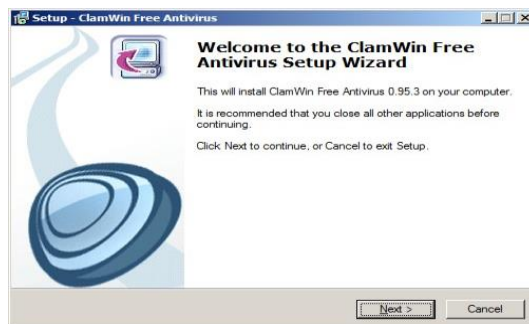 Setup - ClamWin Free Antivirus
Welcome to the ClamWin Free
Antivirus Setup Wizard
This will install ClamWin Free Antivirus 0.95.3 on your computer.
It is recommended that you close all other applications before
continuing.
Click Next to continue, or Cancel to exit Setup.
Next >
Cancel